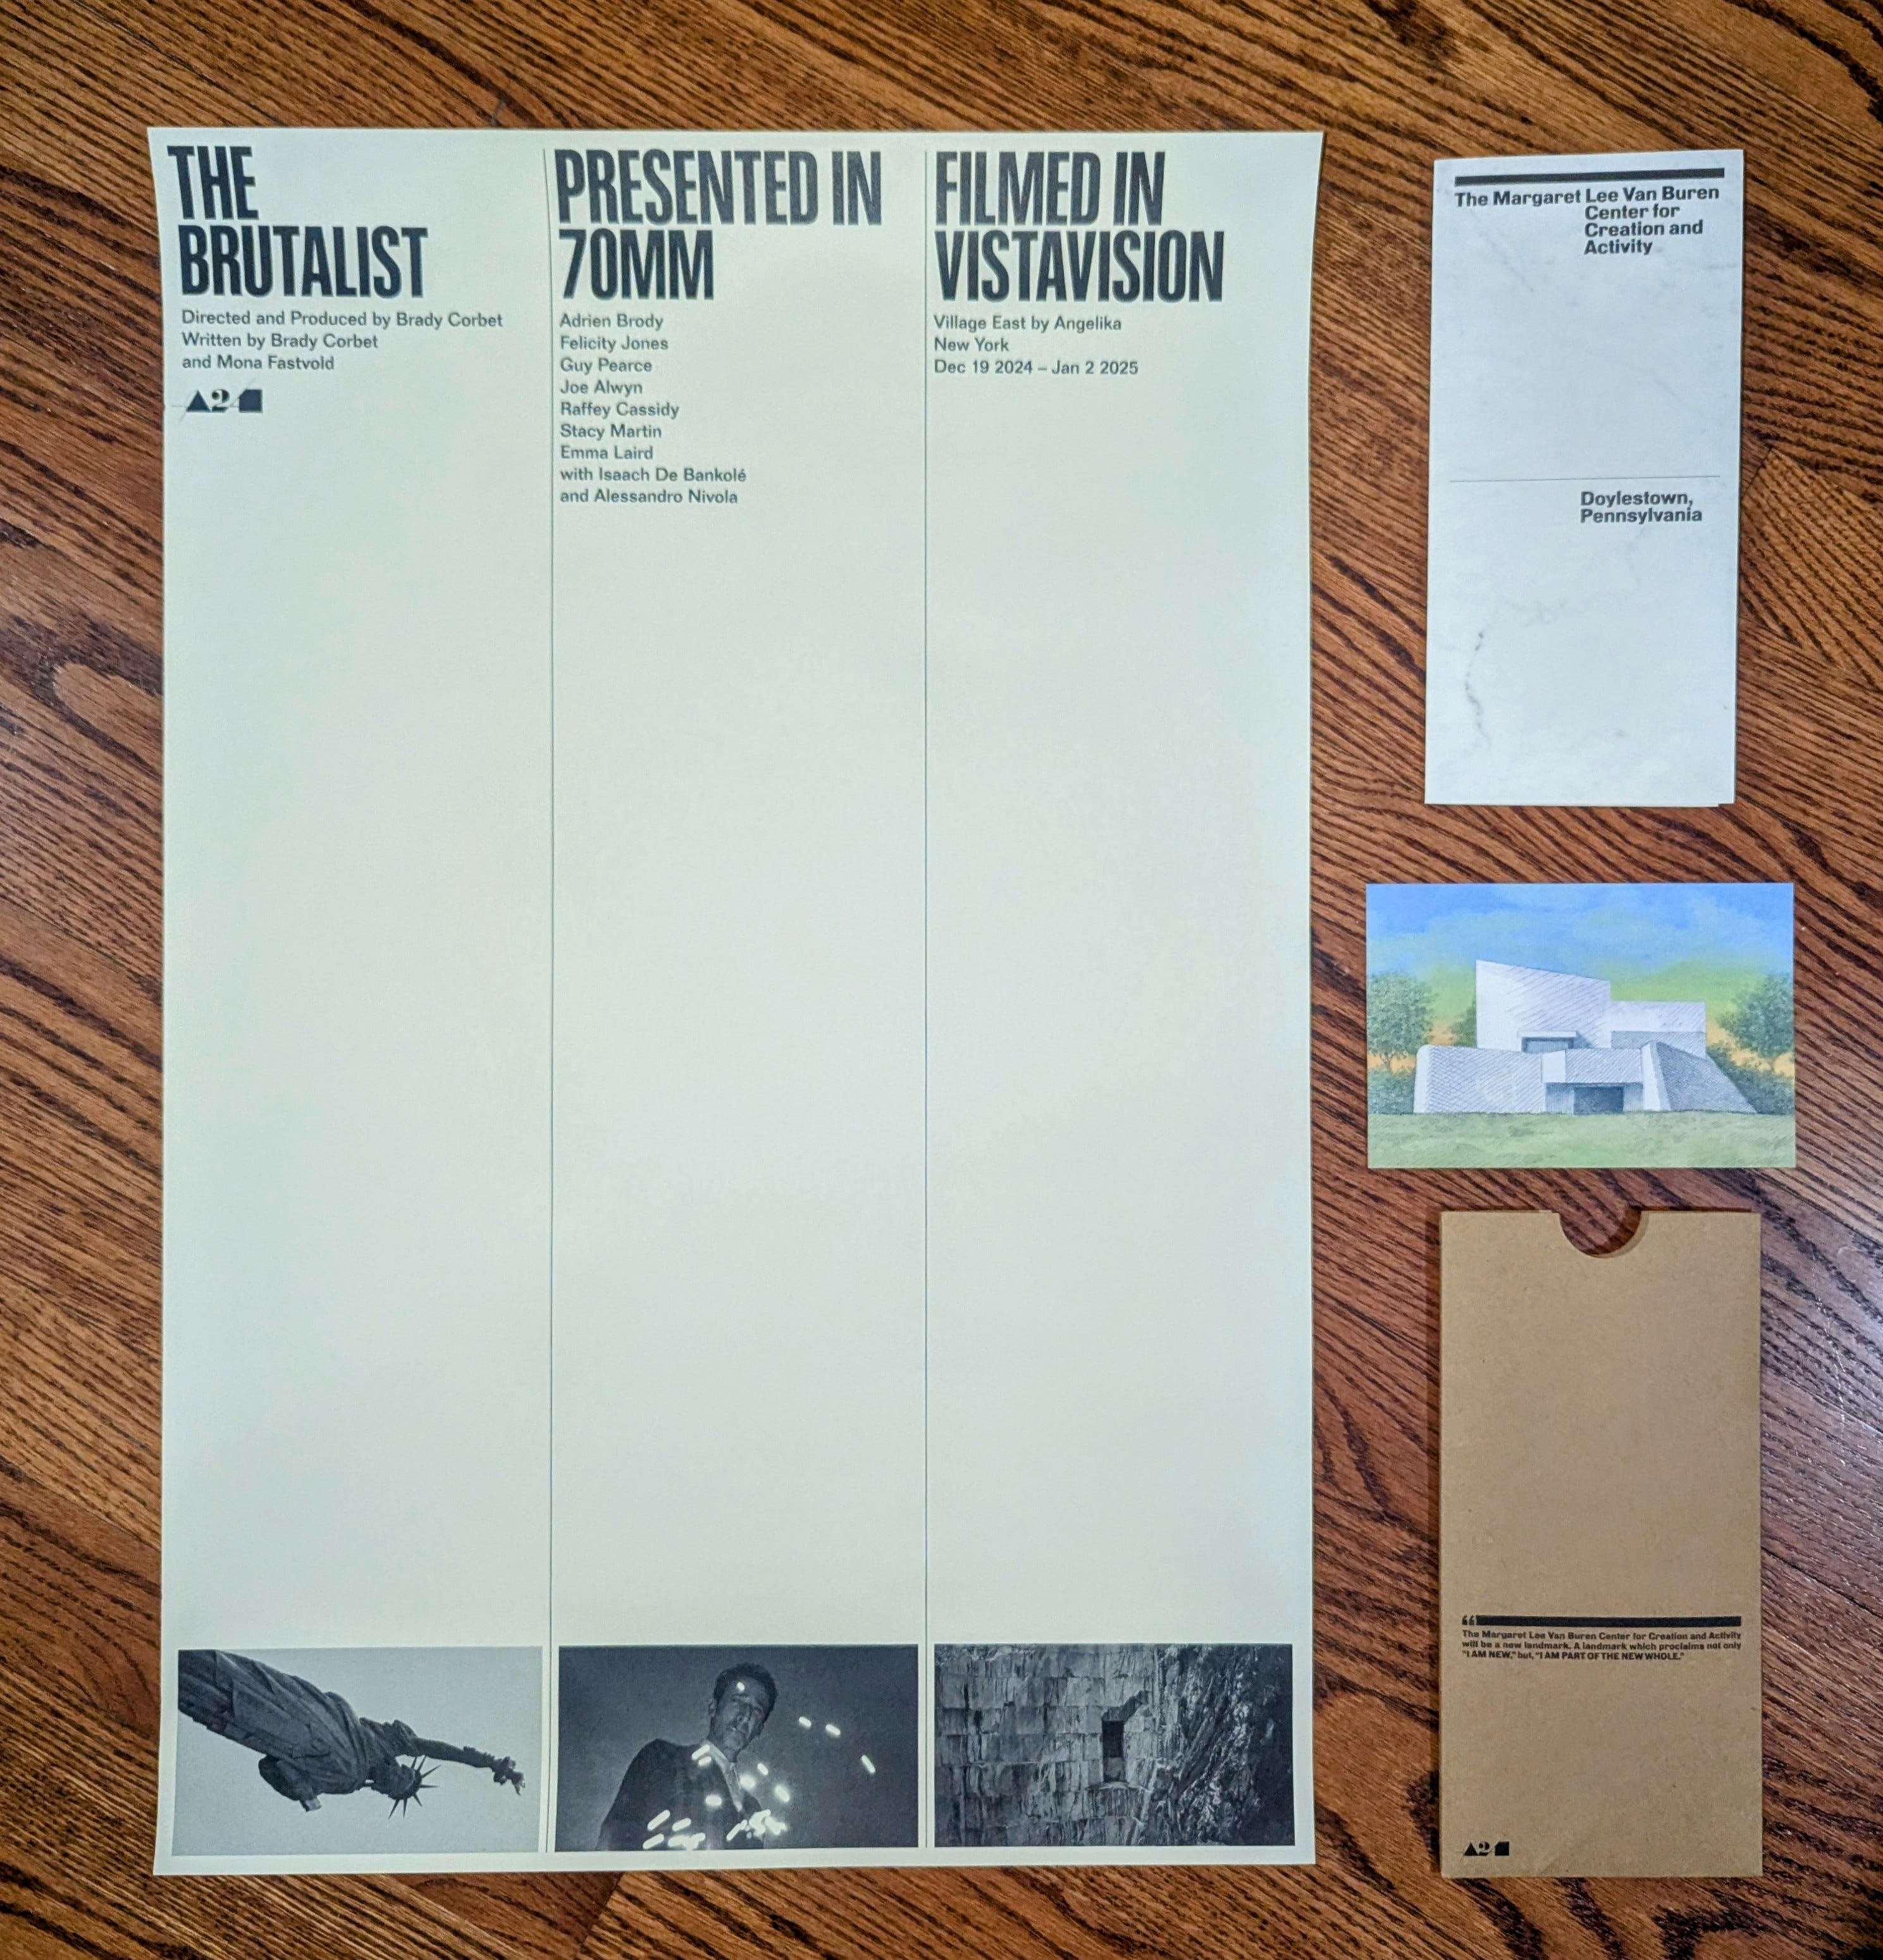 THE
BRUTALIST
Directed and Produced by Brady Corbet
Written by Brady Corbet
and Mona Fastvold
A24
PRESENTED IN
70MM
Adrien Brody
Felicity Jones
Guy Pearce
Joe Alwyn
Raffey Cassidy
Stacy Martin
Emma Laird
with Isaach De Bankolé
and Alessandro Nivola
FILMED IN
VISTAVISION
Village East by Angelika
New York
Dec 19 2024 – Jan 2 2025
The Margaret Lee Van Buren
Center for
Creation and
Activity
Doylestown,
Pennsylvania
“
The Margaret Lee Van Buren Center for Creation and Activity
will be a new landmark. A landmark which proclaims not only
"I AM NEW," but, "I AM PART OF THE NEW WHOLE."
A24